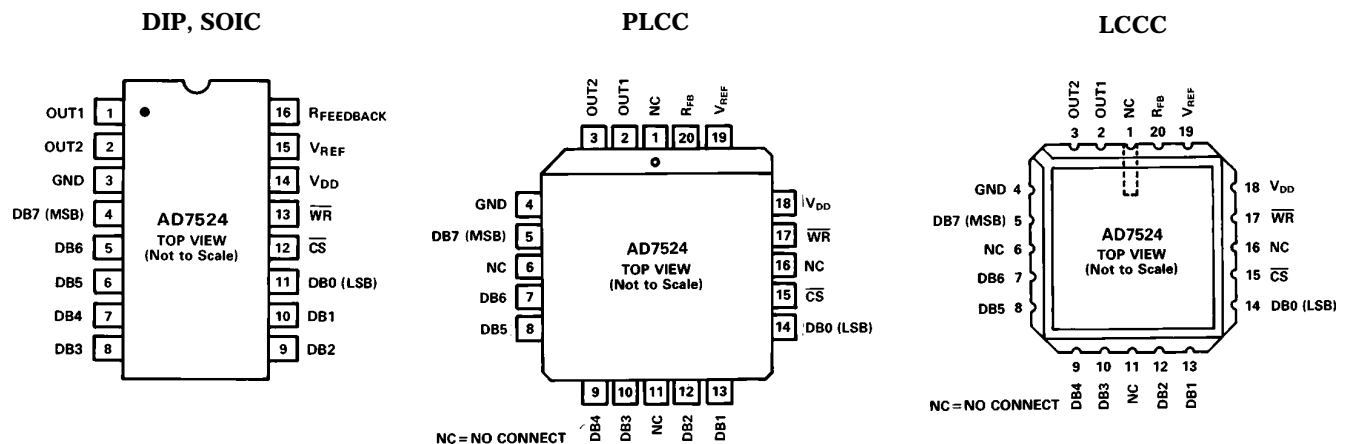 DIP, SOIC
OUT1 1
OUT2 2
GND 3
DB7 (MSB) 4
DB6 5
DB5 6
DB4 7
DB3 8
16 RFEEDBACK
15 VREF
14 VDD
13 W̅R̅
12 C̅S̅
11 DB0 (LSB)
10 DB1
9 DB2
AD7524
TOP VIEW
(Not to Scale)
PLCC
OUT2 OUT1 NC RFB VREF
3 2 1 20 19
GND 4
DB7 (MSB) 5
NC 6
DB6 7
DB5 8
18 VDD
17 W̅R̅
16 NC
15 C̅S̅
14 DB0 (LSB)
AD7524
TOP VIEW
(Not to Scale)
9 10 11 12 13
DB4 DB3 NC DB2 DB1
NC = NO CONNECT
LCCC
OUT2 OUT1 NC RFB VREF
3 2 1 20 19
GND 4
DB7 (MSB) 5
NC 6
DB6 7
DB5 8
18 VDD
17 W̅R̅
16 NC
15 C̅S̅
14 DB0 (LSB)
AD7524
TOP VIEW
(Not to Scale)
9 10 11 12 13
DB4 DB3 NC DB2 DB1
NC = NO CONNECT